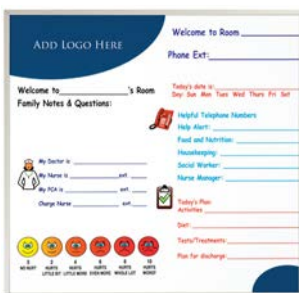 ADD LOGO HERE
Welcome to Room
Phone Ext:
Welcome to 's Room
Family Notes & Questions:
Today's date is:
Day: Sun Mon Tues Wed Thurs Fri Sat
Helpful Telephone Numbers
Help Alert:
Food and Nutrition:
Housekeeping:
Social Worker:
Nurse Manager:
My Doctor is
My Nurse is ext.
My PCA is ext.
Charge Nurse ext.
Today's Plan:
Activities
Diet:
Tests/Treatments:
Plan for discharge:
0 2 4 6 8 10
NO HURT HURTS LITTLE BIT HURTS LITTLE MORE HURTS EVEN MORE HURTS WHOLE LOT HURTS WORST